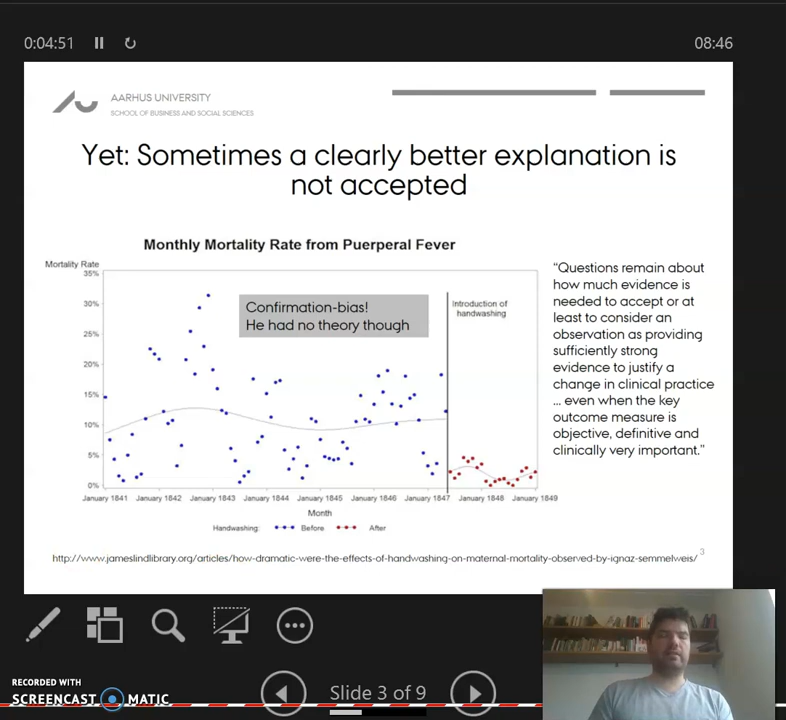 0:04:51
08:46
AARHUS UNIVERSITY
SCHOOL OF BUSINESS AND SOCIAL SCIENCES
Yet: Sometimes a clearly better explanation is
not accepted
Monthly Mortality Rate from Puerperal Fever
Mortality Rate
35%
30%
25%
20%
15%
10%
5%
0%
Confirmation-bias!
He had no theory though
Introduction of
handwashing
January 1841
January 1842
January 1843
January 1844
January 1845
January 1846
January 1847
January 1848
January 1849
Month
Handwashing:
Before
After
“Questions remain about
how much evidence is
needed to accept or at
least to consider an
observation as providing
sufficiently strong
evidence to justify a
change in clinical practice
... even when the key
outcome measure is
objective, definitive and
clinically very important.”
http://www.jameslindlibrary.org/articles/how-dramatic-were-the-effects-of-handwashing-on-maternal-mortality-observed-by-ignaz-semmelweis/
3
RECORDED WITH
SCREENCAST MATIC
Slide 3 of 9